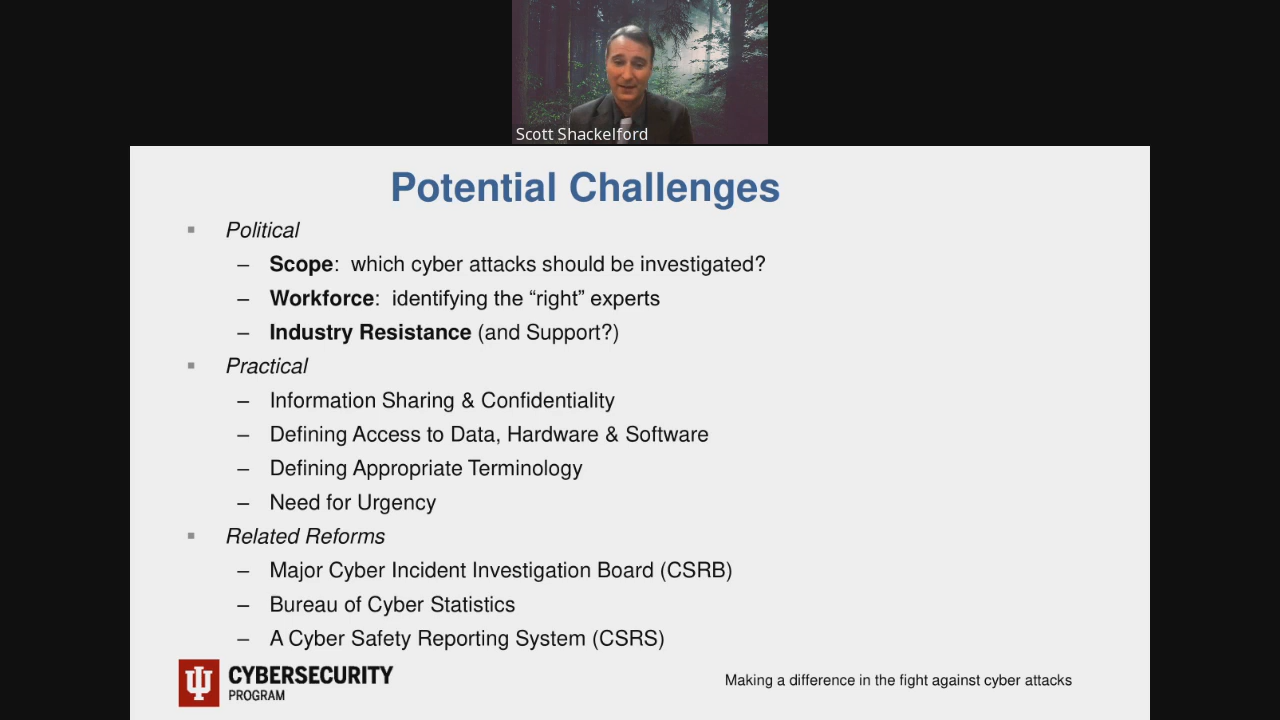 Scott Shackelford
Potential Challenges
Political
– Scope: which cyber attacks should be investigated?
– Workforce: identifying the “right” experts
– Industry Resistance (and Support?)
Practical
– Information Sharing & Confidentiality
– Defining Access to Data, Hardware & Software
– Defining Appropriate Terminology
– Need for Urgency
Related Reforms
– Major Cyber Incident Investigation Board (CSRB)
– Bureau of Cyber Statistics
– A Cyber Safety Reporting System (CSRS)
CYBERSECURITY
PROGRAM
Making a difference in the fight against cyber attacks